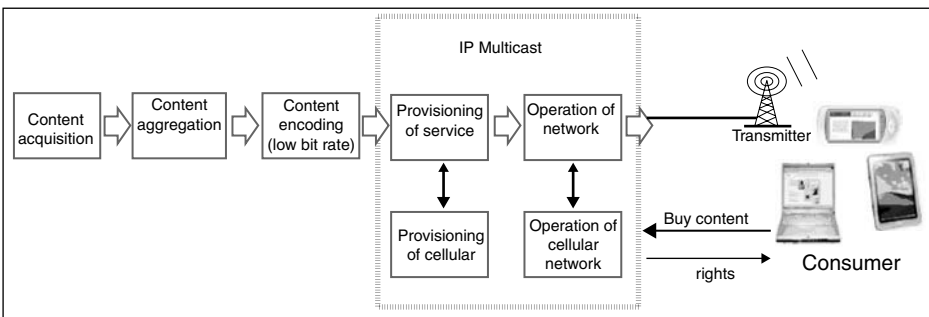 IP Multicast
Content
acquisition
Content
aggregation
Content
encoding
(low bit rate)
Provisioning
of service
Operation of
network
Transmitter
Provisioning
of cellular
Operation of
cellular
network
Buy content
rights
Consumer